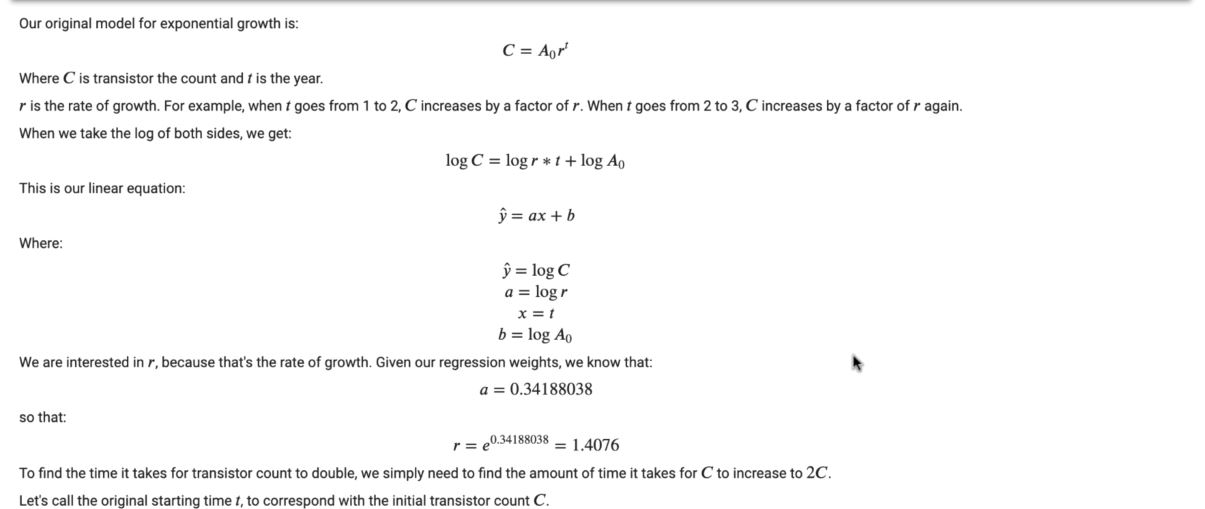 Our original model for exponential growth is:
C = A₀rᵗ
Where C is transistor the count and t is the year.
r is the rate of growth. For example, when t goes from 1 to 2, C increases by a factor of r. When t goes from 2 to 3, C increases by a factor of r again.
When we take the log of both sides, we get:
log C = log r ∗ t + log A₀
This is our linear equation:
ŷ = ax + b
Where:
ŷ = log C
a = log r
x = t
b = log A₀
We are interested in r, because that's the rate of growth. Given our regression weights, we know that:
a = 0.34188038
so that:
r = e^0.34188038 = 1.4076
To find the time it takes for transistor count to double, we simply need to find the amount of time it takes for C to increase to 2C.
Let's call the original starting time t, to correspond with the initial transistor count C.